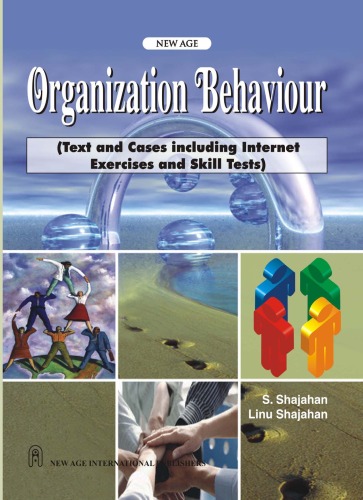 NEW AGE
Organization Behaviour
(Text and Cases including Internet
Exercises and Skill Tests)
S. Shajahan
Linu Shajahan
NEW AGE INTERNATIONAL PUBLISHERS